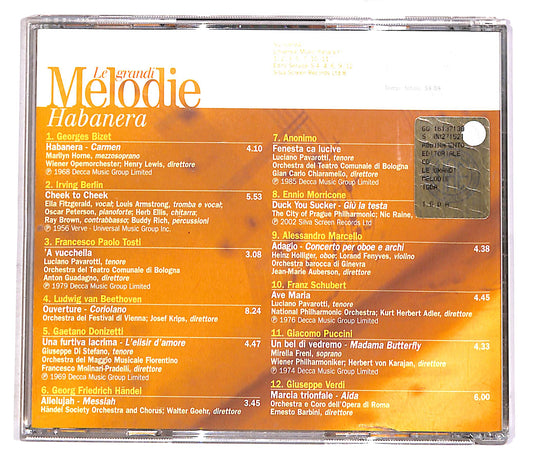 Le grandi
Melodie
Habanera
1. Georges Bizet
Habanera - Carmen 4.10
Marilyn Horne, mezzosoprano
Wiener Opernorchester; Henry Lewis, direttore
℗ 1968 Decca Music Group Limited
2. Irving Berlin
Cheek to Cheek 5.53
Ella Fitzgerald, vocal; Louis Armstrong, trombone, vocal;
Oscar Peterson, pianoforte; Herb Ellis, chitarra;
Ray Brown, contrabbasso; Buddy Rich, percussioni
℗ 1956 Verve - Universal Music Group Inc.
3. Francesco Paolo Tosti
'A vucchella 3.08
Luciano Pavarotti, tenore
Orchestra del Teatro Comunale di Bologna
Anton Guadagno, direttore
℗ 1979 Decca Music Group Limited
4. Ludwig van Beethoven
Ouverture - Coriolano 8.24
Orchestra del Festival di Vienna; Josef Krips, direttore
5. Gaetano Donizetti
Una furtiva lacrima - L'elisir d'amore 4.47
Giuseppe Di Stefano, tenore
Orchestra del Maggio Musicale Fiorentino
Francesco Molinari-Pradelli, direttore
℗ 1969 Decca Music Group Limited
6. Georg Friedrich Händel
Allelujah - Messiah 3.45
Händel Society Orchestra and Chorus; Walter Goehr, direttore
7. Anonimo
Fenesta ca lucive
Luciano Pavarotti, tenore
Orchestra del Teatro Comunale di Bologna
Gian Carlo Chiaramello, direttore
℗ 1985 Decca Music Group Limited
8. Ennio Morricone
Duck You Sucker - Giù la testa
The City of Prague Philharmonic; Nic Raine,
℗ 2002 Silva Screen Records Ltd
9. Alessandro Marcello
Adagio - Concerto per oboe e archi 4.38
Heinz Holliger, oboe; Lorand Fenyves, violino
Orchestra barocca di Ginevra
Jean-Marie Auberson, direttore
10. Franz Schubert
Ave Maria 4.45
Luciano Pavarotti, tenore
National Philharmonic Orchestra; Kurt Herbert Adler, direttore
℗ 1976 Decca Music Group Limited
11. Giacomo Puccini
Un bel dì vedremo - Madama Butterfly 4.33
Mirella Freni, soprano
Wiener Philharmoniker; Herbert von Karajan, direttore
℗ 1974 Decca Music Group Limited
12. Giuseppe Verdi
Marcia trionfale - Aida 6.00
Orchestra e Coro dell'Opera di Roma
Ernesto Barbini, direttore
EDITORIALE
CD
LE GRANDI
MELODIE